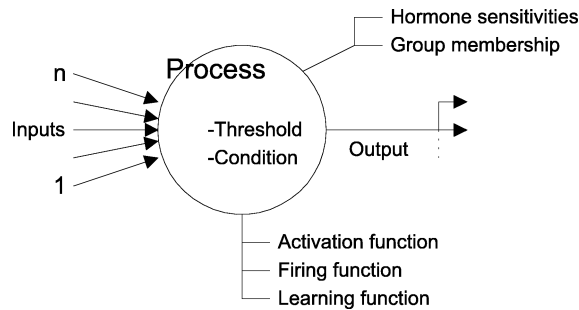 Hormone sensitivities
Group membership
Process
n
Inputs
1
-Threshold
-Condition
Output
Activation function
Firing function
Learning function